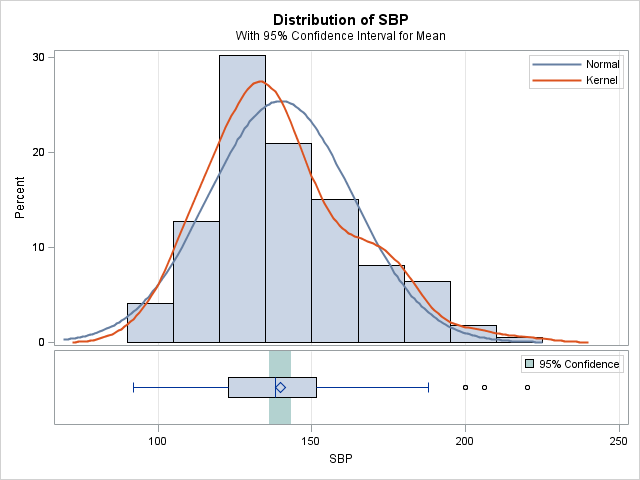 Distribution of SBP
With 95% Confidence Interval for Mean
30
20
10
0
Percent
Normal
Kernel
95% Confidence
100
150
200
250
SBP